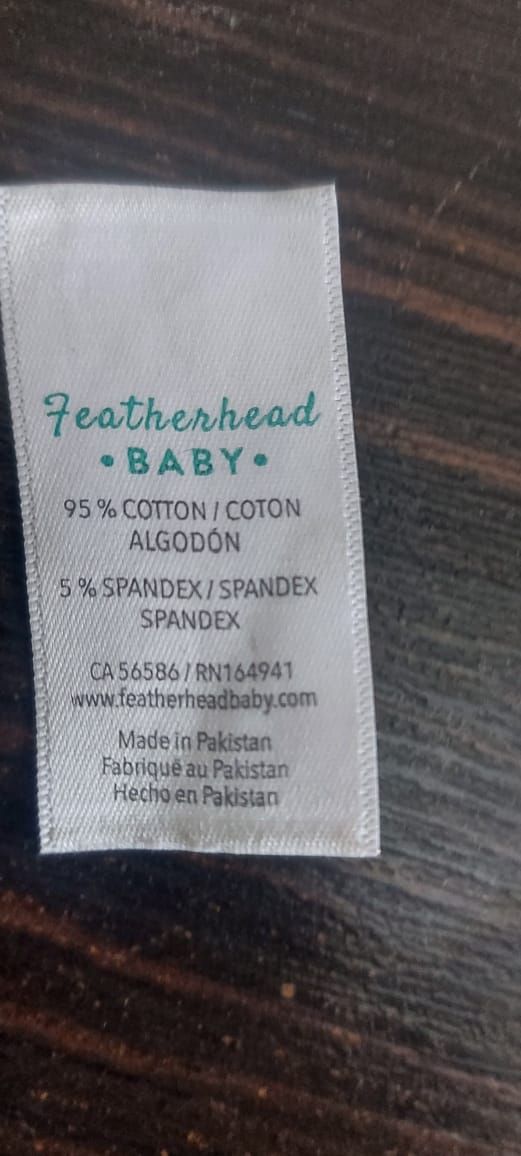 Featherhead
•BABY•
95 % COTTON / COTON
ALGODÓN
5 % SPANDEX / SPANDEX
SPANDEX
CA 56586 / RN164941
www.featherheadbaby.com
Made in Pakistan
Fabriqué au Pakistan
Hecho en Pakistan